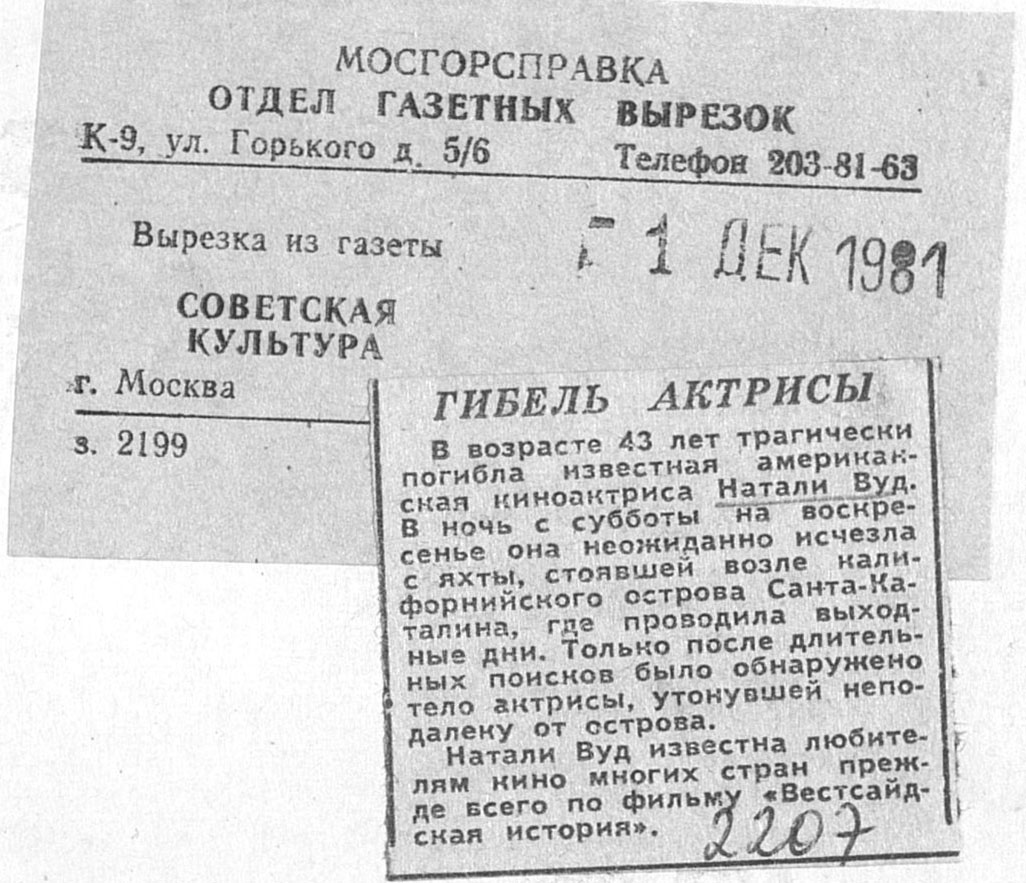 МОСГОРСПРАВКА
ОТДЕЛ ГАЗЕТНЫХ ВЫРЕЗОК
К-9, ул. Горького д. 5/6 Телефон 203-81-63
Вырезка из газеты
1 ДЕК 1981
СОВЕТСКАЯ
КУЛЬТУРА
г. Москва
з. 2199
ГИБЕЛЬ АКТРИСЫ
В возрасте 43 лет трагически
погибла известная американ-
ская киноактриса Натали Вуд.
В ночь с субботы на воскре-
сенье она неожиданно исчезла
с яхты, стоявшей возле кали-
форнийского острова Санта-Ка-
талина, где проводила выход-
ные дни. Только после длитель-
ных поисков было обнаружено
тело актрисы, утонувшей непо-
далеку от острова.
Натали Вуд известна любите-
лям кино многих стран преж-
де всего по фильму «Вестсайд-
ская история».
2207